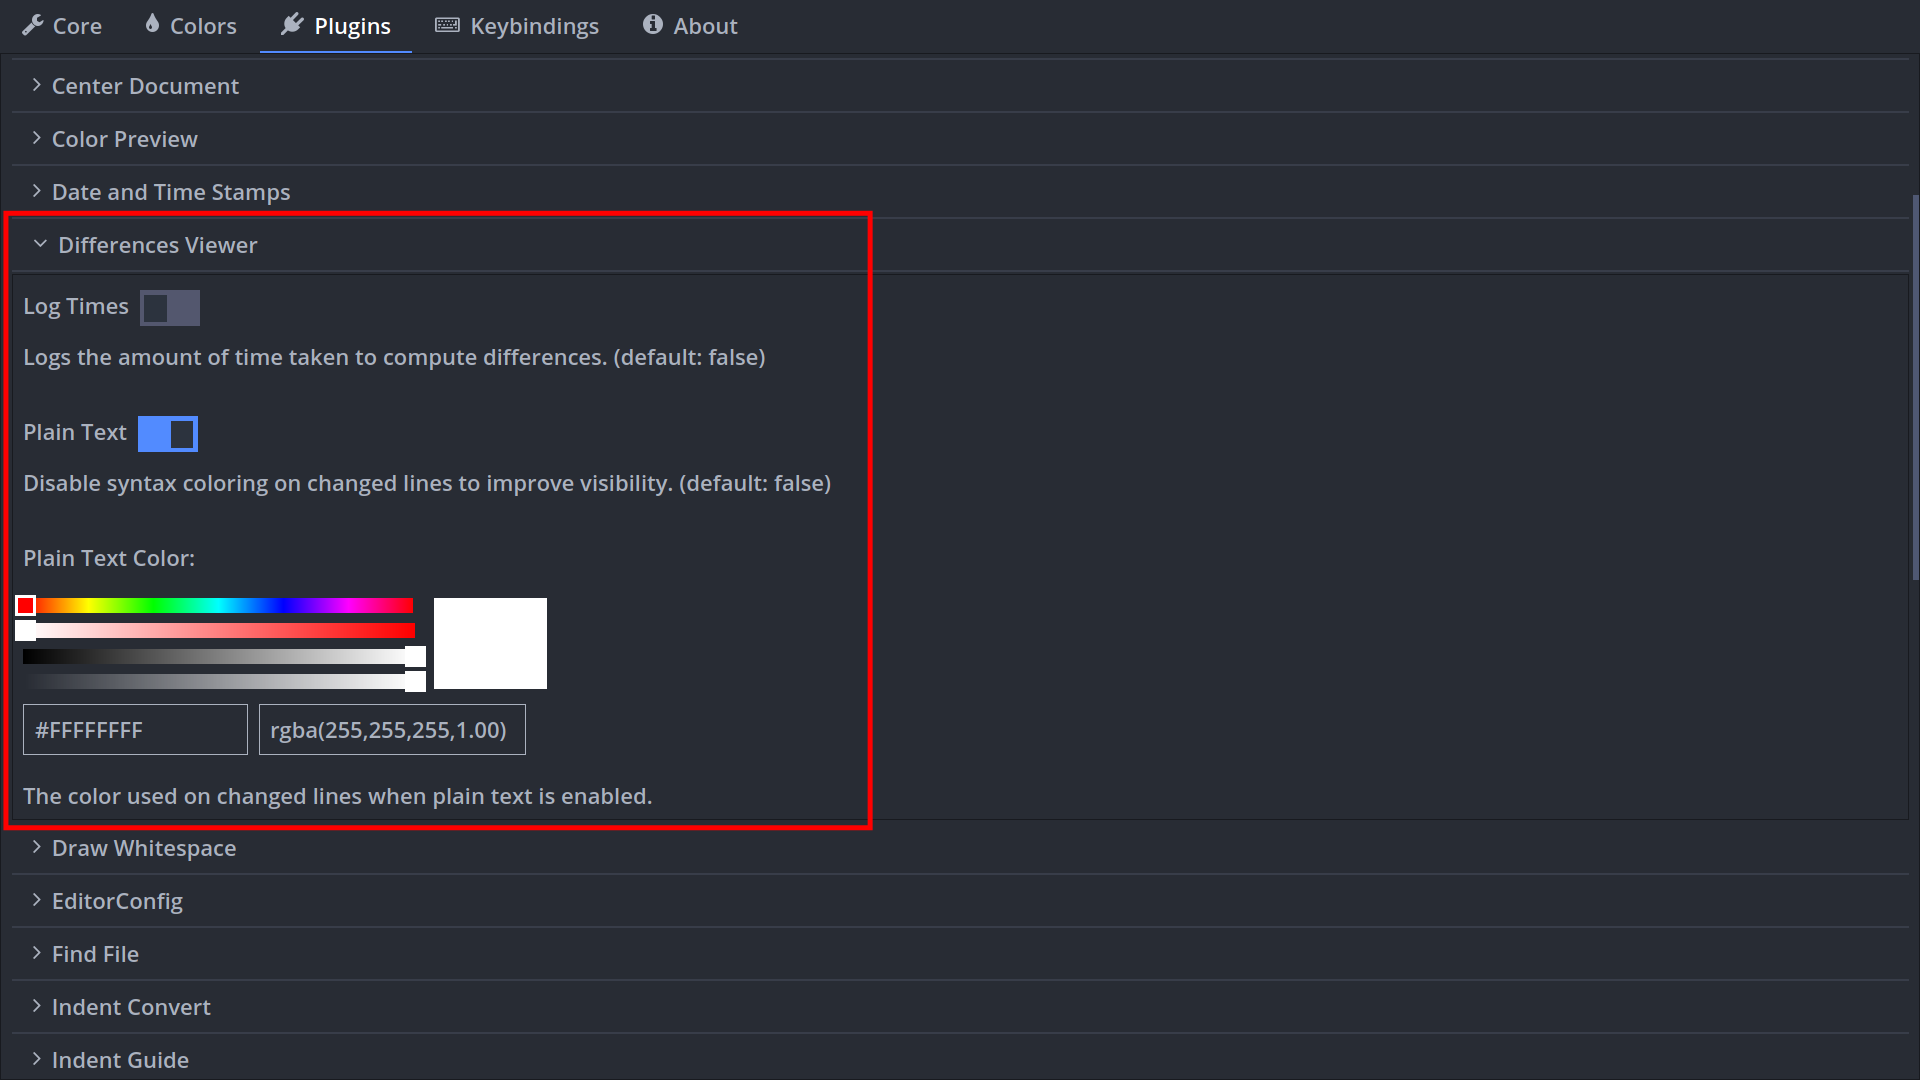 Core Colors Plugins Keybindings About
Center Document
Color Preview
Date and Time Stamps
Differences Viewer
Log Times
Logs the amount of time taken to compute differences. (default: false)
Plain Text
Disable syntax coloring on changed lines to improve visibility. (default: false)
Plain Text Color:
#FFFFFFFF rgba(255,255,255,1.00)
The color used on changed lines when plain text is enabled.
Draw Whitespace
EditorConfig
Find File
Indent Convert
Indent Guide